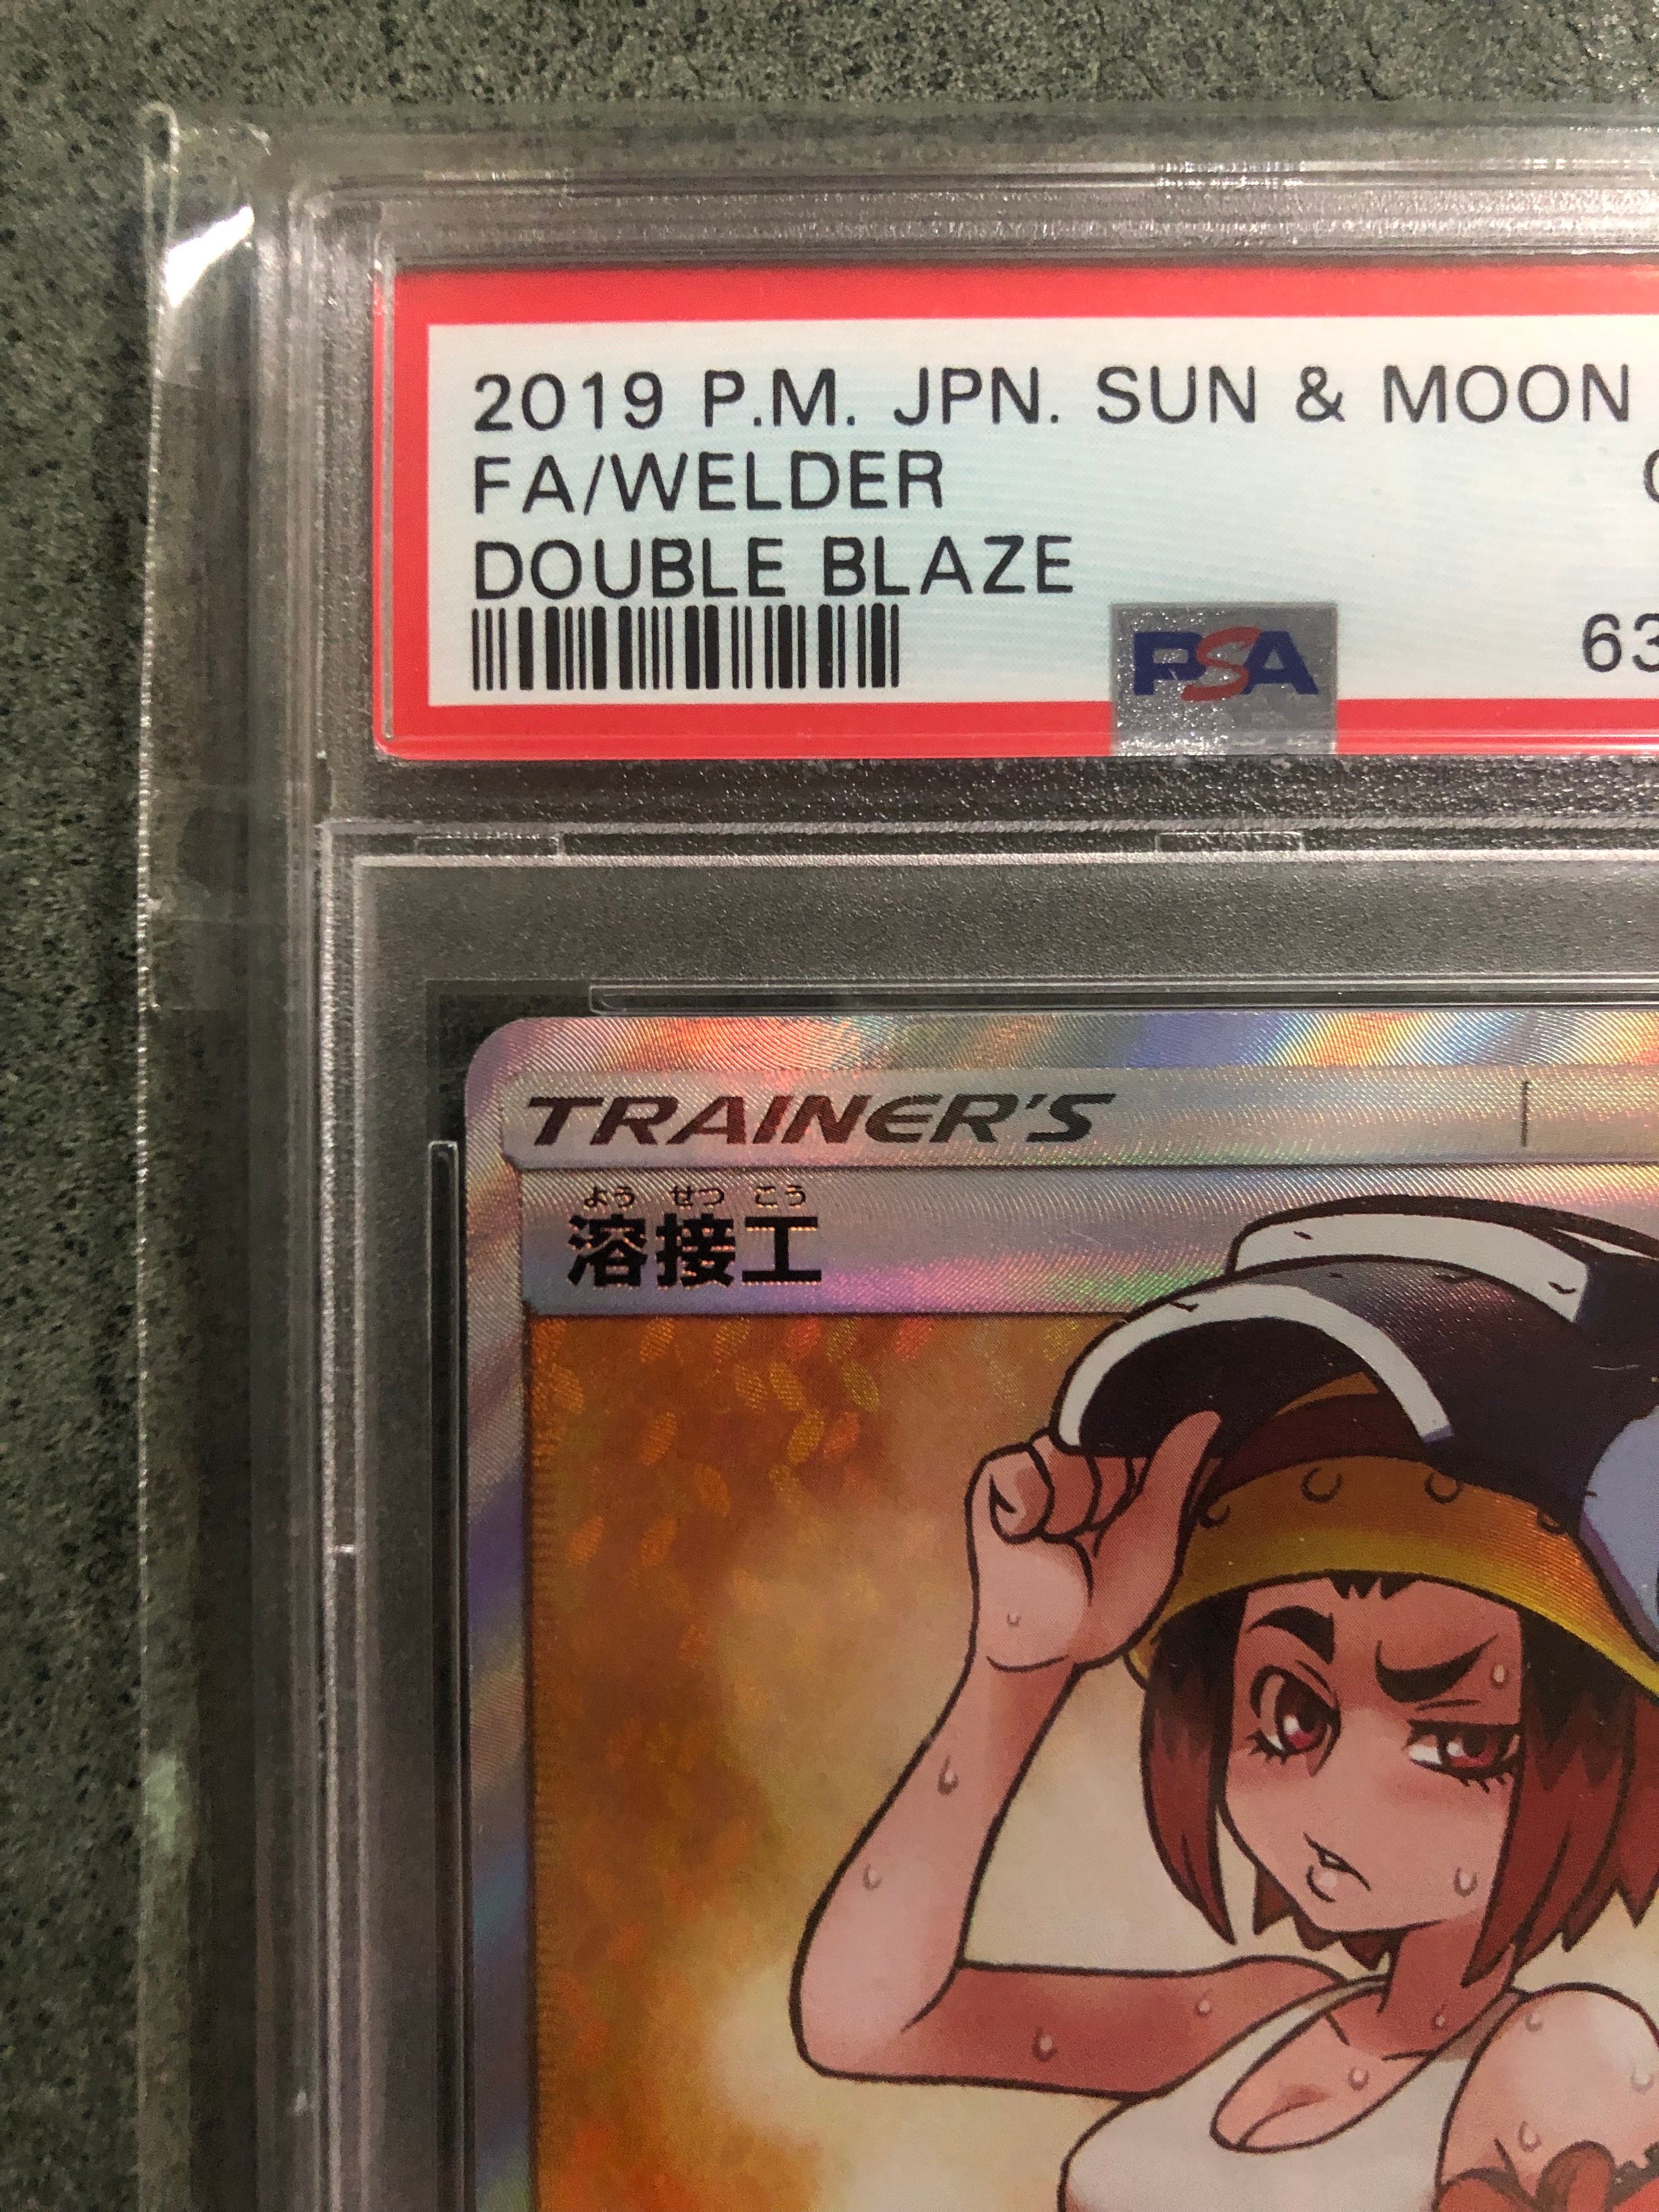 2019 P.M. JPN. SUN & MOON
FA/WELDER
DOUBLE BLAZE
63
PSA
TRAINER'S
よう せつ こう
溶接工